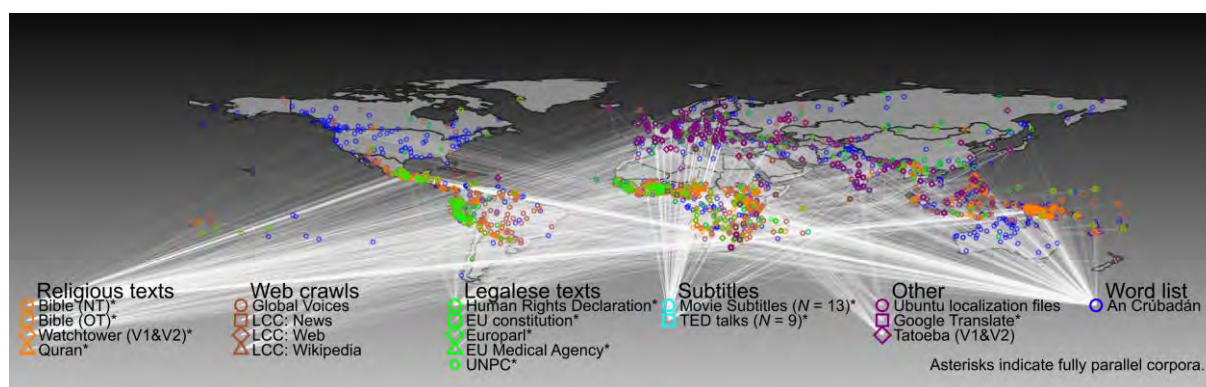 Religious texts
Bible (NT)*
Bible (OT)*
Watchtower (V1&V2)*
Quran*
Web crawls
Global Voices
LCC: News
LCC: Web
LCC: Wikipedia
Legalese texts
Human Rights Declaration*
EU constitution*
Europarl*
EU Medical Agency*
UNPC*
Subtitles
Movie Subtitles (N = 13)*
TED talks (N = 9)*
Other
Ubuntu localization files
Google Translate*
Tatoeba (V1&V2)
Word list
An Crúbadán
Asterisks indicate fully parallel corpora.